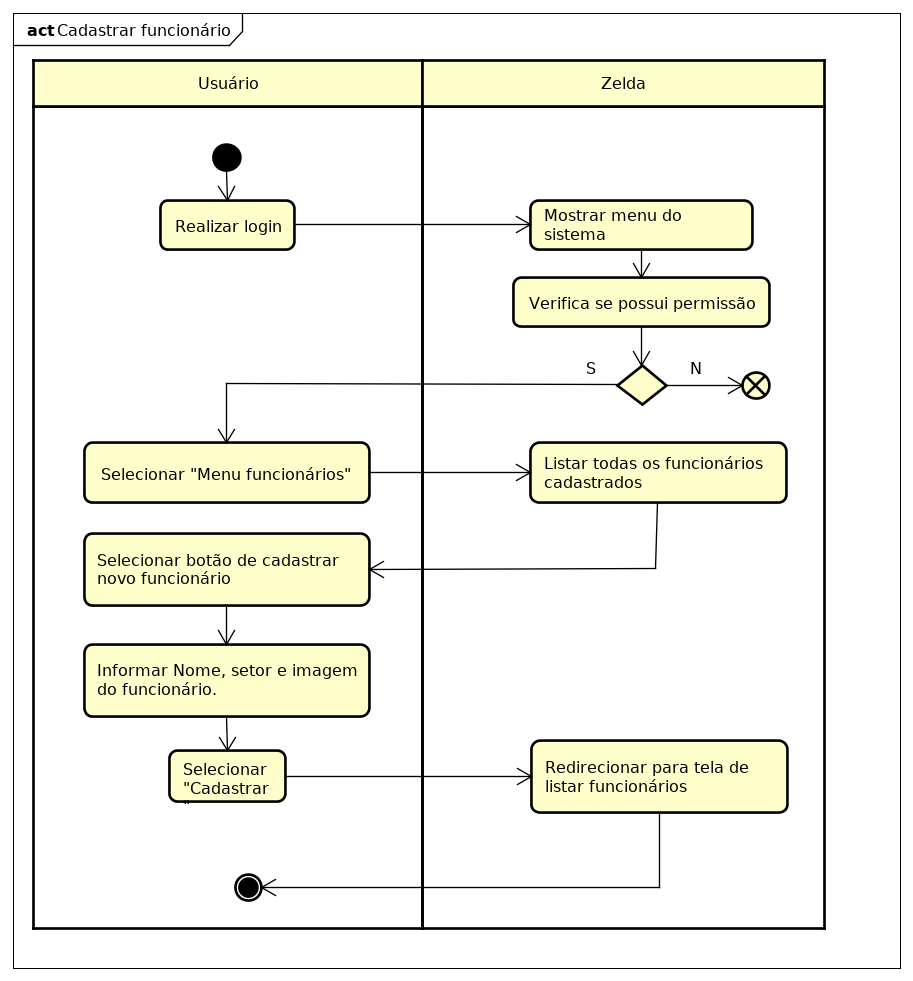 act Cadastrar funcionário
Usuário
Zelda
Realizar login
Mostrar menu do
sistema
Verifica se possui permissão
S
N
Selecionar "Menu funcionários"
Listar todas os funcionários
cadastrados
Selecionar botão de cadastrar
novo funcionário
Informar Nome, setor e imagem
do funcionário.
Selecionar
"Cadastrar
"
Redirecionar para tela de
listar funcionários